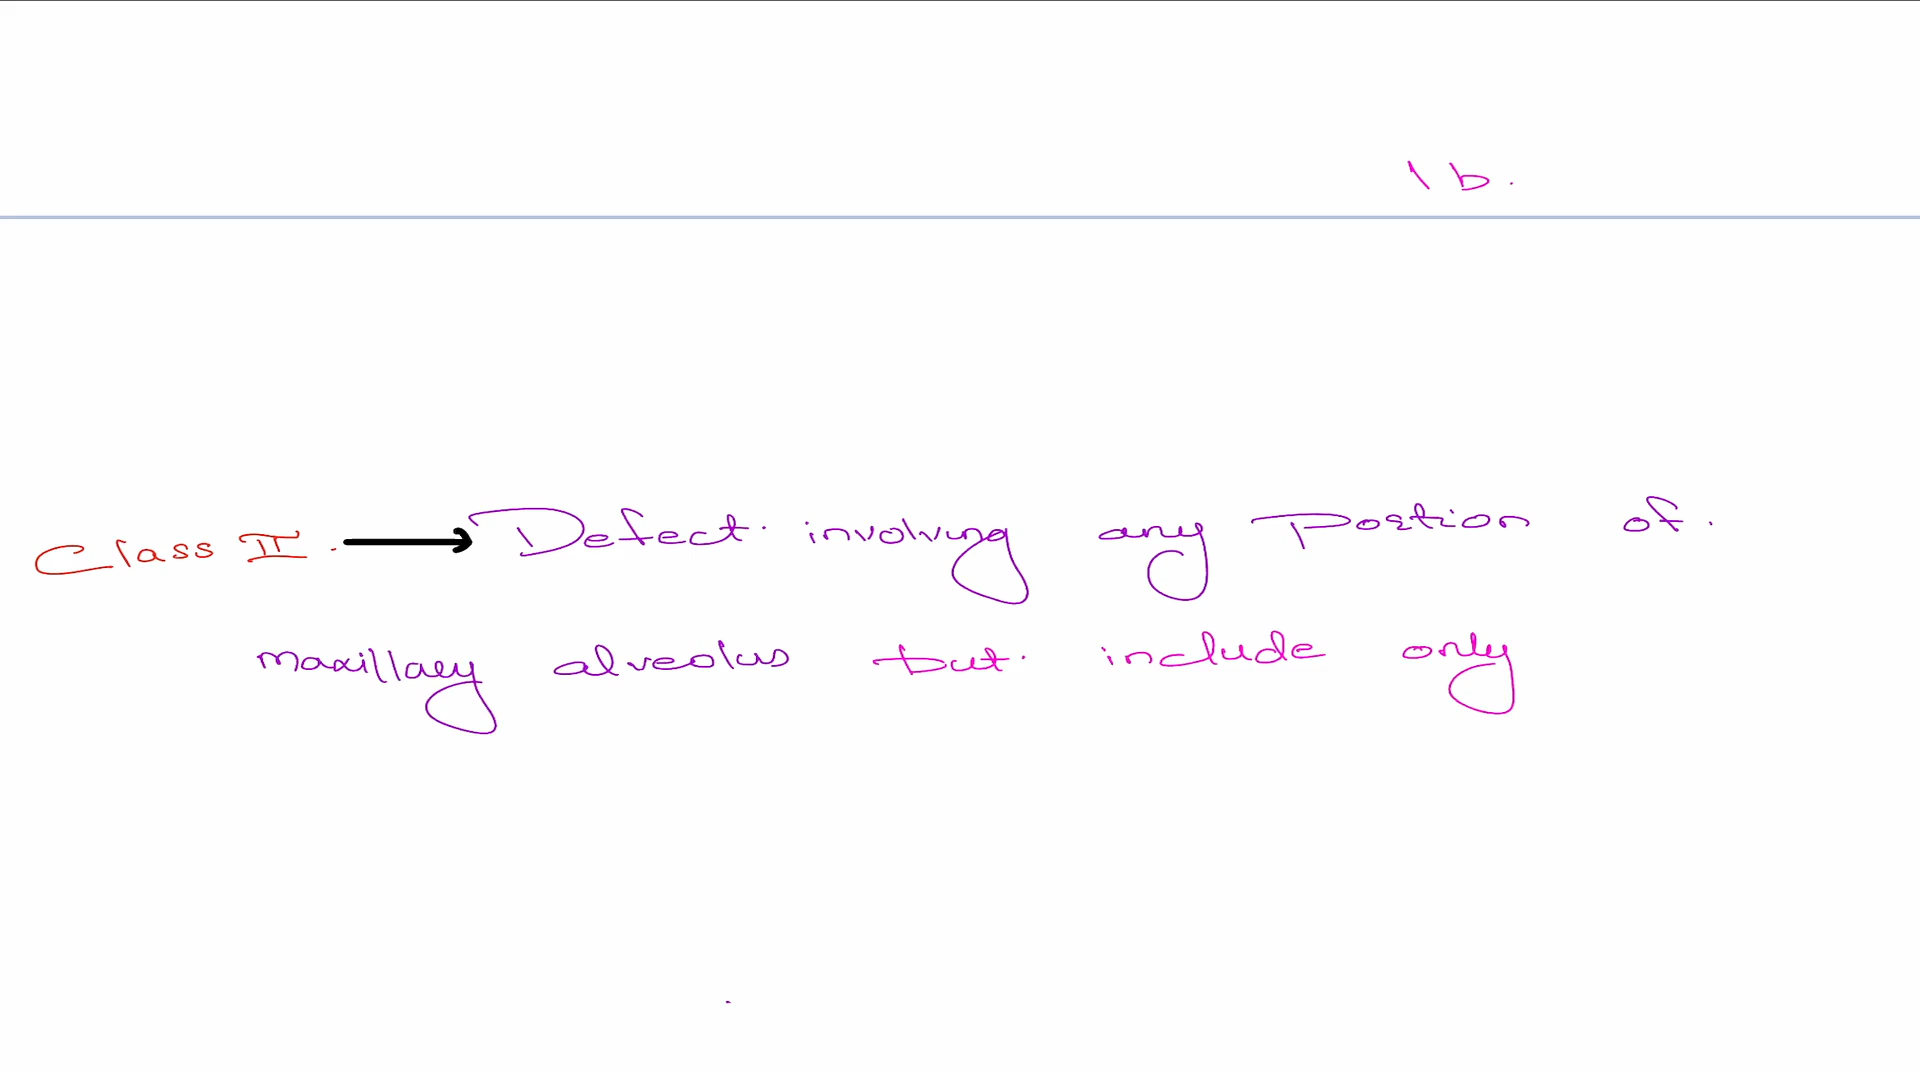 1b.
Class II. → Defect. involving any Portion of.
maxillary alveolus but. include only